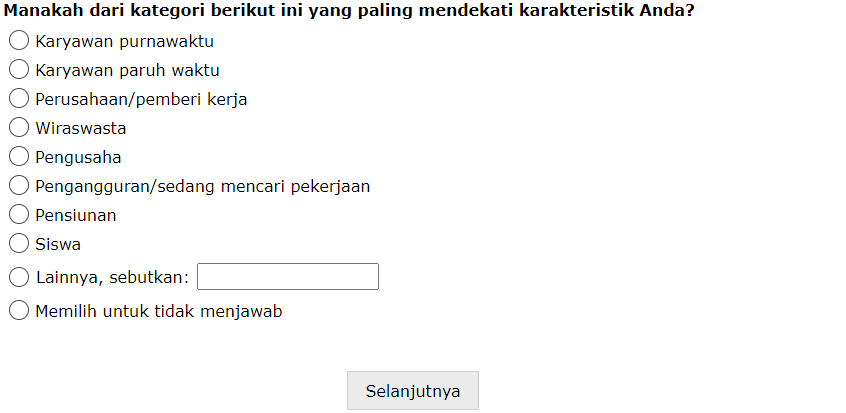 Manakah dari kategori berikut ini yang paling mendekati karakteristik Anda?
Karyawan purnawaktu
Karyawan paruh waktu
Perusahaan/pemberi kerja
Wiraswasta
Pengusaha
Pengangguran/sedang mencari pekerjaan
Pensiunan
Siswa
Lainnya, sebutkan:
Memilih untuk tidak menjawab
Selanjutnya